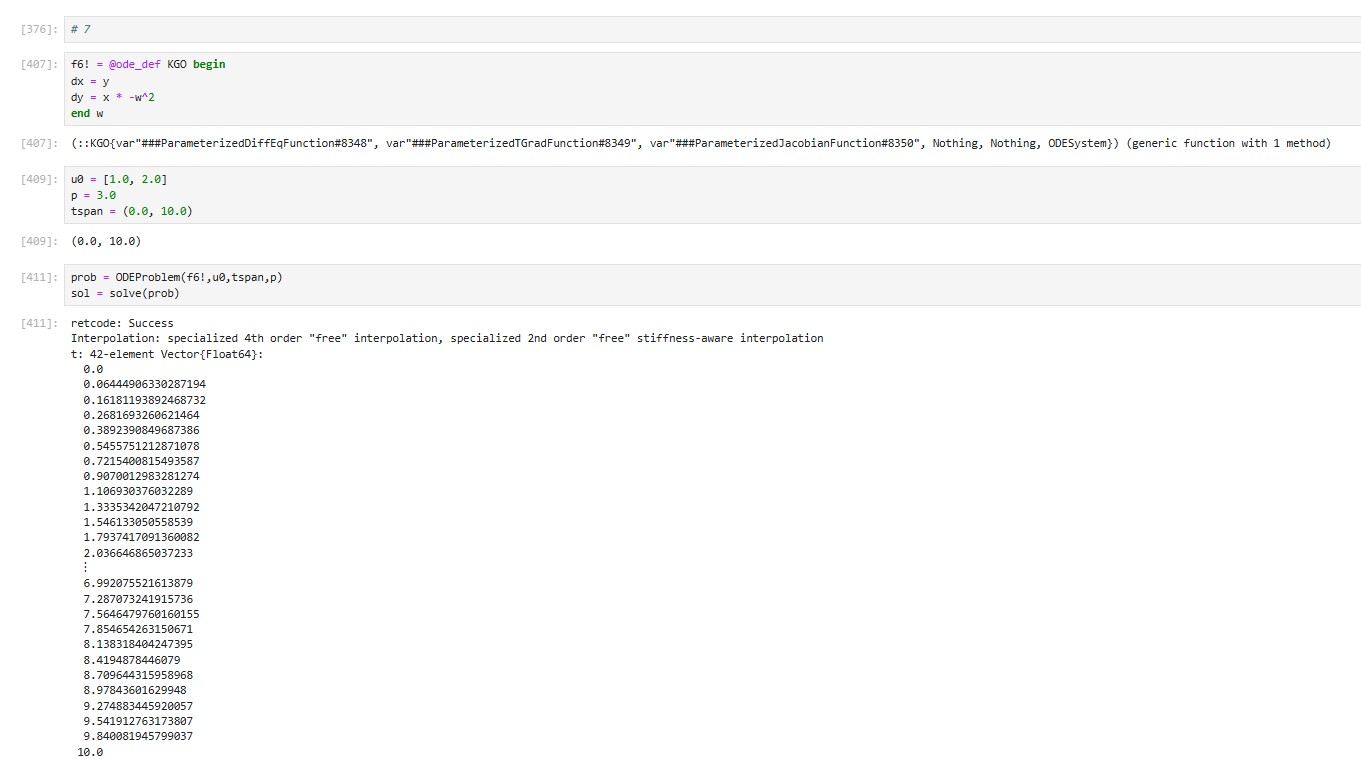 [376]: # 7
[407]: f6! = @ode_def KGO begin
dx = y
dy = x * -w^2
end w
[407]: (::KGO{var"###ParameterizedDiffEqFunction#8348", var"###ParameterizedTGradFunction#8349", var"###ParameterizedJacobianFunction#8350", Nothing, Nothing, ODESystem}) (generic function with 1 method)
[409]: u0 = [1.0, 2.0]
p = 3.0
tspan = (0.0, 10.0)
[409]: (0.0, 10.0)
[411]: prob = ODEProblem(f6!,u0,tspan,p)
sol = solve(prob)
[411]: retcode: Success
Interpolation: specialized 4th order "free" interpolation, specialized 2nd order "free" stiffness-aware interpolation
t: 42-element Vector{Float64}:
0.0
0.06444906330287194
0.16181193892468732
0.2681693260621464
0.3892390849687386
0.5455751212871078
0.7215400815493587
0.9070012983281274
1.106930376032289
1.3335342047210792
1.546133050558539
1.7937417091360082
2.036646865037233
⋮
6.992075521613879
7.287073241915736
7.5646479760160155
7.854654263150671
8.138318404247395
8.4194878446079
8.709644315958968
8.97843601629948
9.274883445920057
9.541912763173807
9.840081945799037
10.0